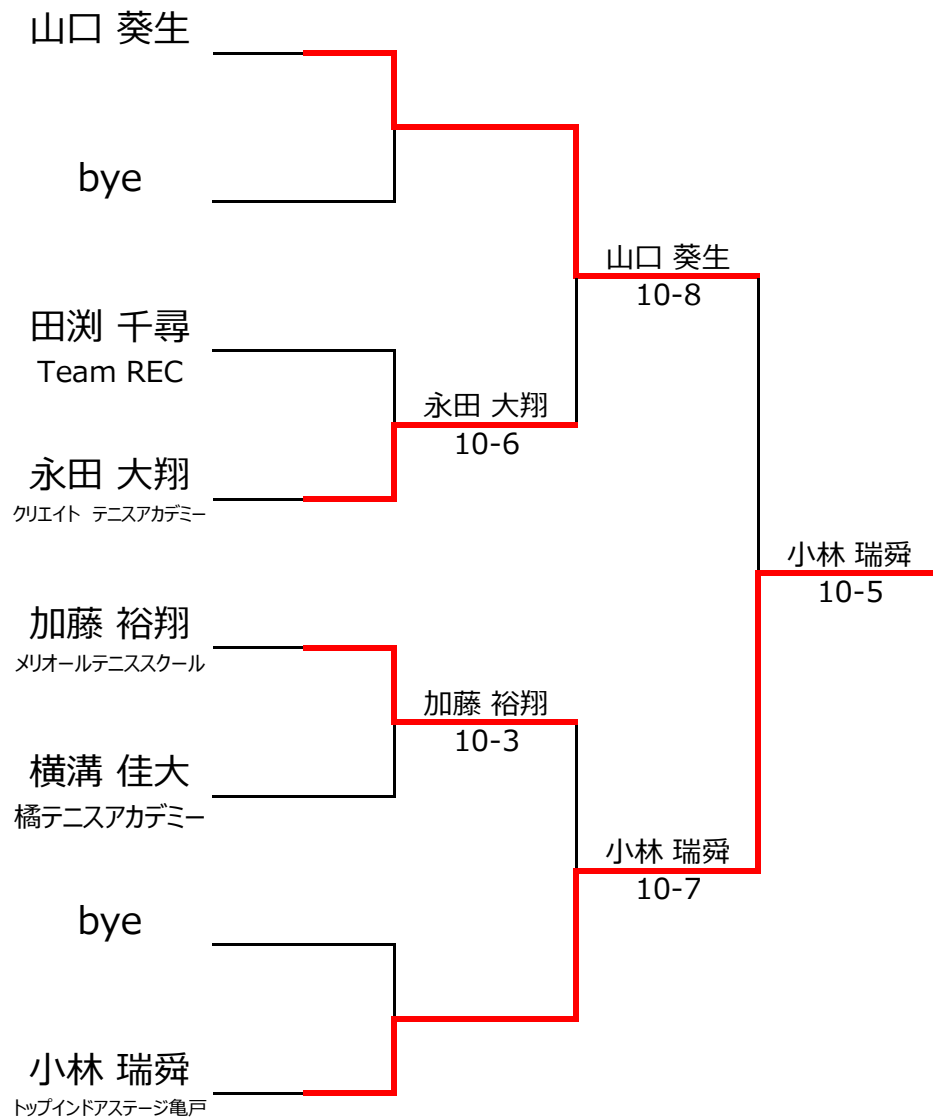 山口 葵生
bye
田渕 千尋
Team REC
永田 大翔
クリエイト テニスアカデミー
加藤 裕翔
メリオールテニススクール
横溝 佳大
橘テニスアカデミー
bye
小林 瑞舜
トップインドアステージ亀戸
永田 大翔
10-6
加藤 裕翔
10-3
山口 葵生
10-8
小林 瑞舜
10-7
小林 瑞舜
10-5